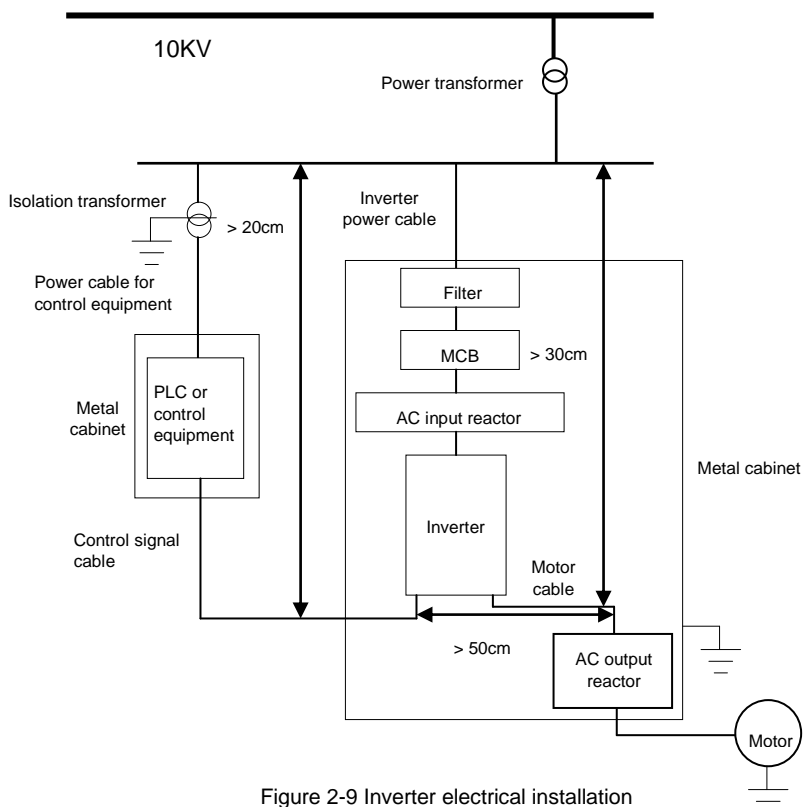 10KV
Power transformer
Isolation transformer
> 20cm
Inverter
power cable
Power cable for
control equipment
Filter
MCB
> 30cm
PLC or
control
equipment
Metal
cabinet
AC input reactor
Metal cabinet
Inverter
Control signal
cable
Motor
cable
> 50cm
AC output
reactor
Motor
Figure 2-9 Inverter electrical installation